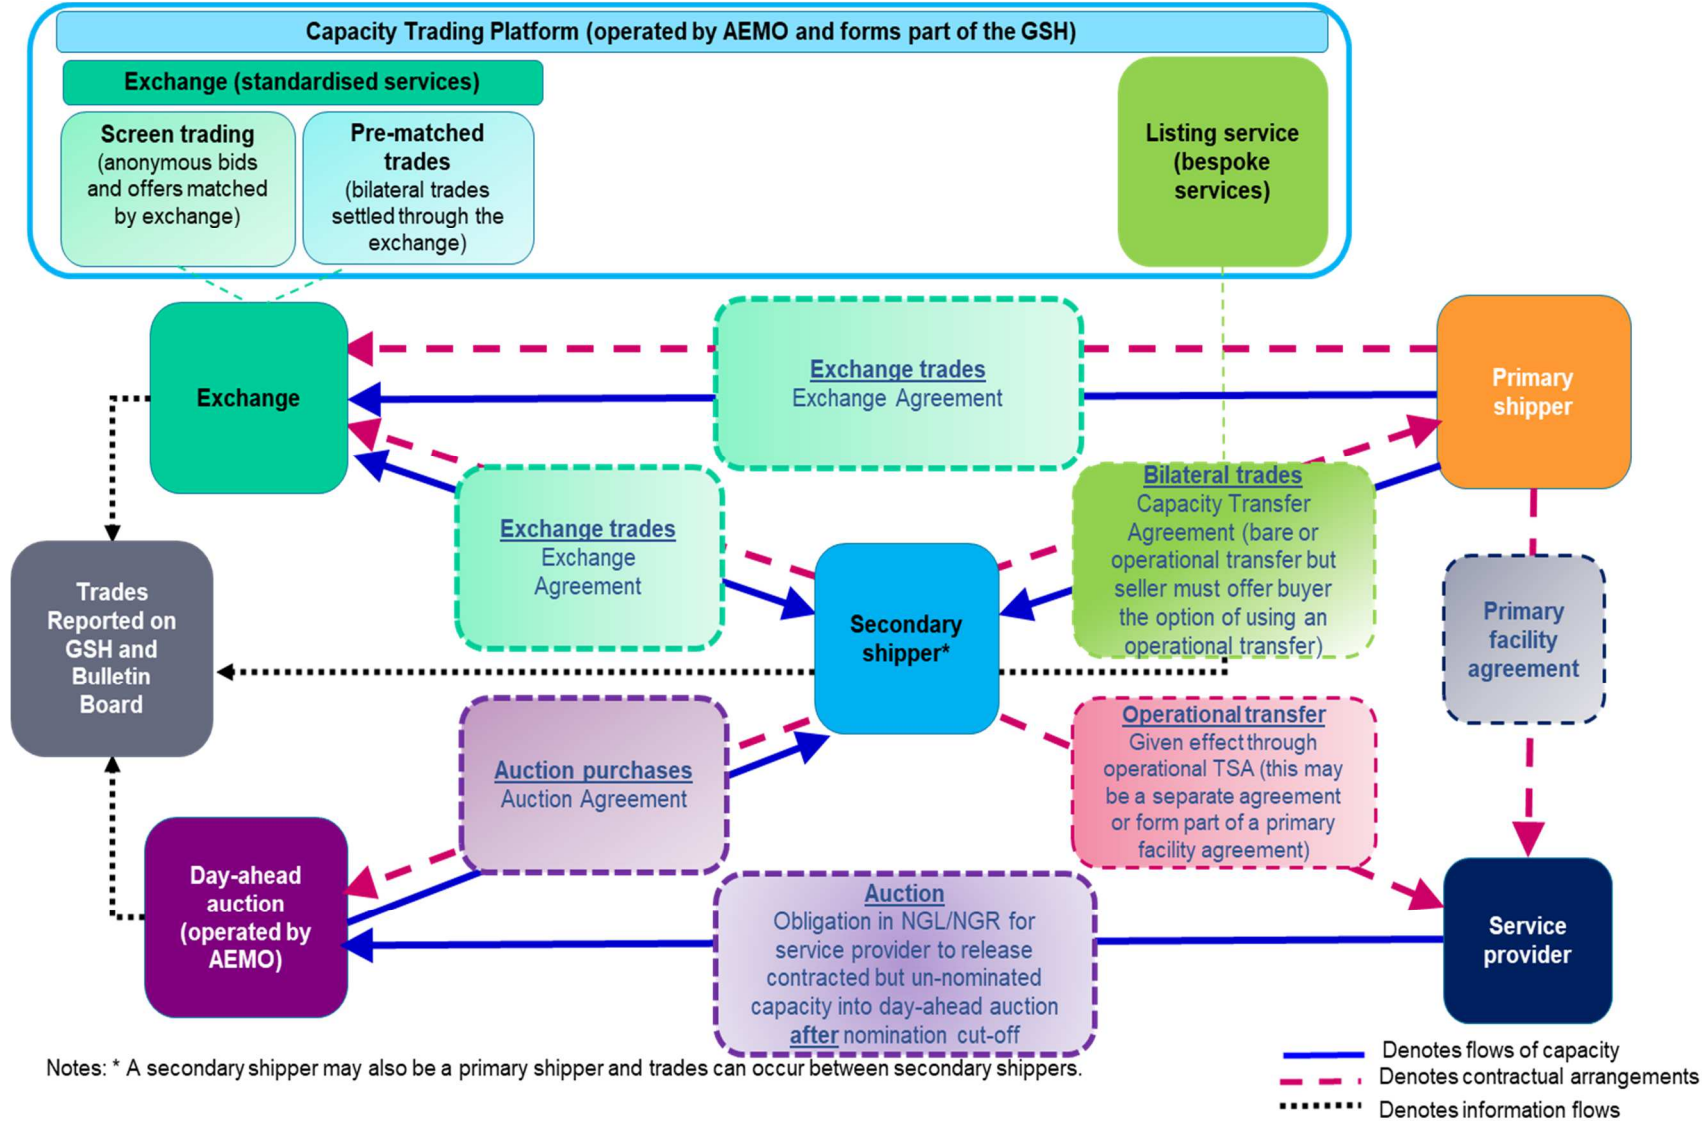 Capacity Trading Platform (operated by AEMO and forms part of the GSH)
Exchange (standardised services)
Screen trading
(anonymous bids
and offers matched
by exchange)
Pre-matched
trades
(bilateral trades
settled through the
exchange)
Listing service
(bespoke
services)
Exchange
Exchange trades
Exchange Agreement
Primary
shipper
Exchange trades
Exchange
Agreement
Bilateral trades
Capacity Transfer
Agreement (bare or
operational transfer but
seller must offer buyer
the option of using an
operational transfer)
Trades
Reported on
GSH and
Bulletin
Board
Secondary
shipper*
Primary
facility
agreement
Auction purchases
Auction Agreement
Operational transfer
Given effect through
operational TSA (this may
be a separate agreement
or form part of a primary
facility agreement)
Day-ahead
auction
(operated by
AEMO)
Auction
Obligation in NGL/NGR for
service provider to release
contracted but un-nominated
capacity into day-ahead auction
after nomination cut-off
Service
provider
Notes: * A secondary shipper may also be a primary shipper and trades can occur between secondary shippers.
Denotes flows of capacity
Denotes contractual arrangements
Denotes information flows